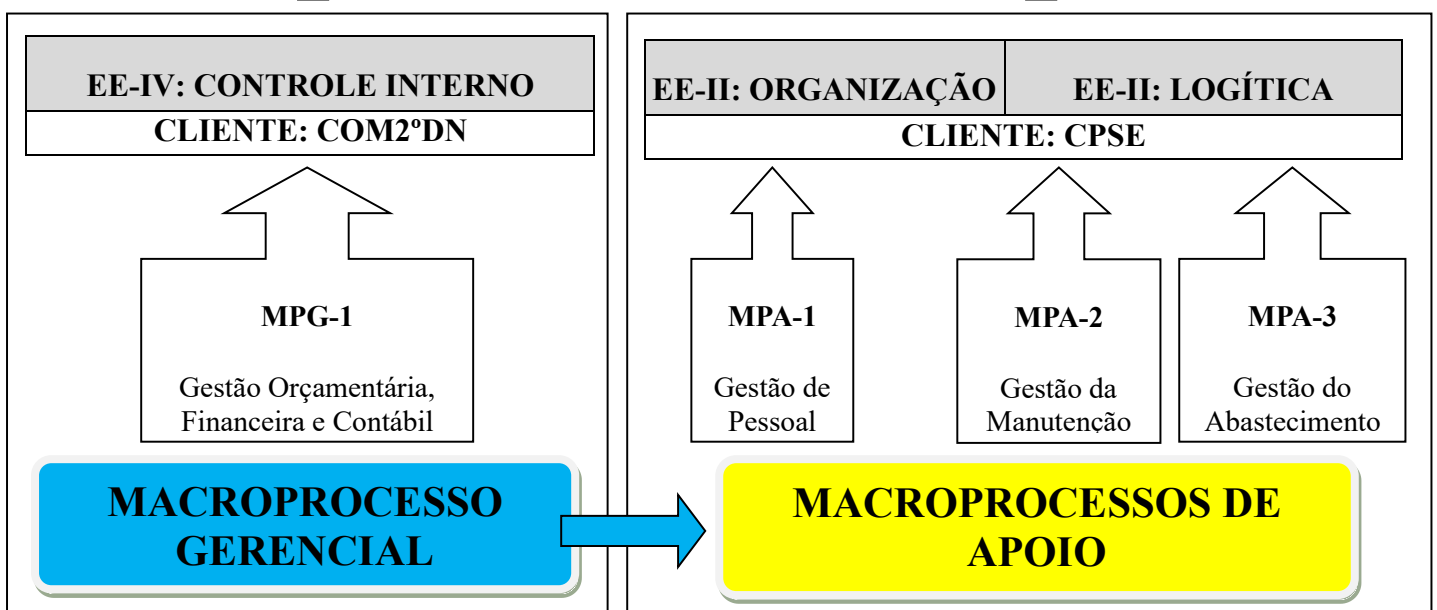 EE-IV: CONTROLE INTERNO
CLIENTE: COM2ºDN
MPG-1
Gestão Orçamentária,
Financeira e Contábil
MACROPROCESSO
GERENCIAL
EE-II: ORGANIZAÇÃO
EE-II: LOGÍTICA
CLIENTE: CPSE
MPA-1
Gestão de
Pessoal
MPA-2
Gestão da
Manutenção
MPA-3
Gestão do
Abastecimento
MACROPROCESSOS DE
APOIO